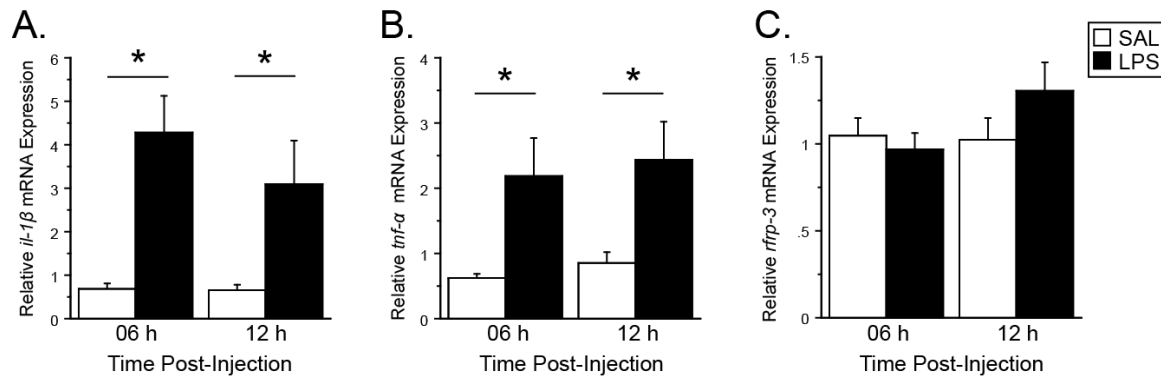 A.
Relative il-1β mRNA Expression
6
5
4
3
2
1
0
*
*
06 h
12 h
Time Post-Injection
B.
Relative tnf-α mRNA Expression
4
3
2
1
0
*
*
06 h
12 h
Time Post-Injection
C.
Relative rfrp-3 mRNA Expression
1.5
1
.5
0
06 h
12 h
Time Post-Injection
SAL
LPS